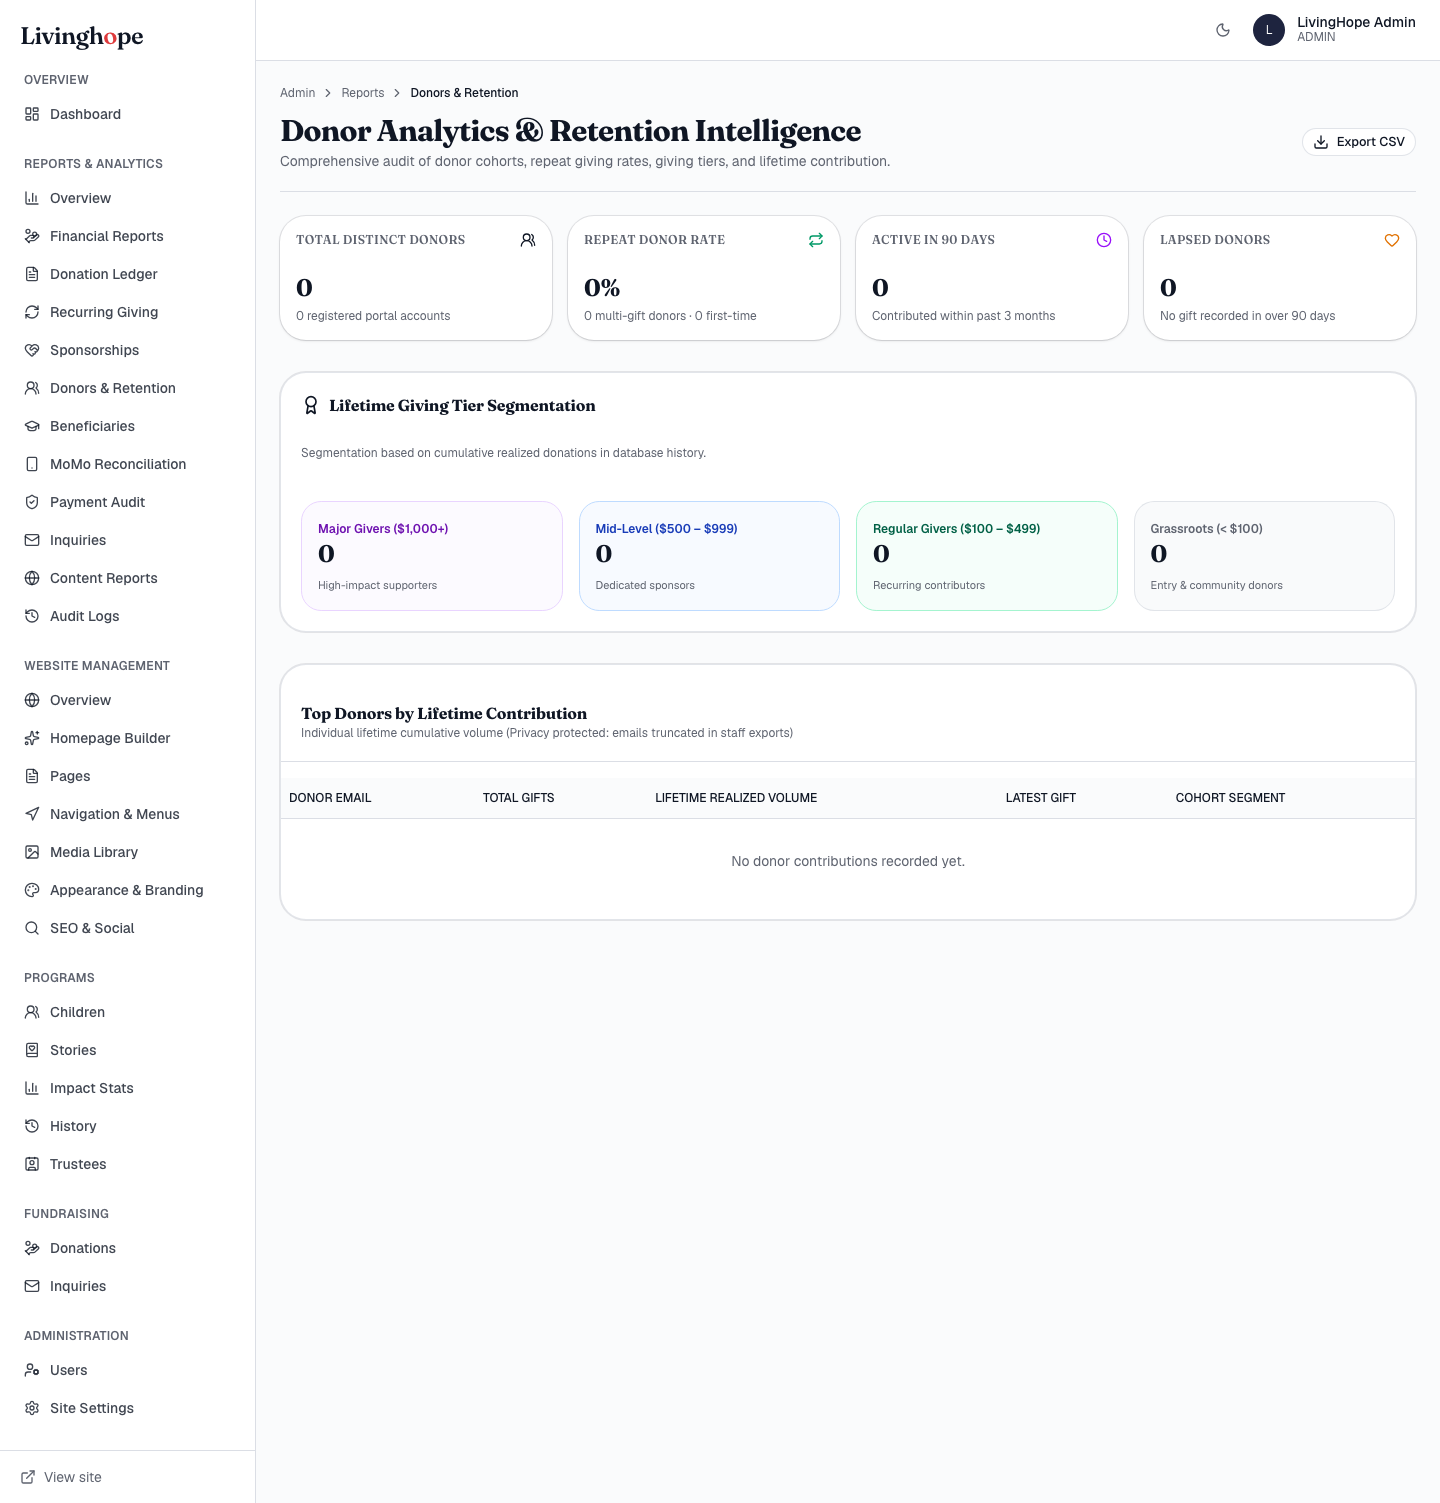 Livinghope
OVERVIEW
Dashboard
REPORTS & ANALYTICS
Overview
Financial Reports
Donation Ledger
Recurring Giving
Sponsorships
Donors & Retention
Beneficiaries
MoMo Reconciliation
Payment Audit
Inquiries
Content Reports
Audit Logs
WEBSITE MANAGEMENT
Overview
Homepage Builder
Pages
Navigation & Menus
Media Library
Appearance & Branding
SEO & Social
PROGRAMS
Children
Stories
Impact Stats
History
Trustees
FUNDRAISING
Donations
Inquiries
ADMINISTRATION
Users
Site Settings
View site
L
LivingHope Admin
ADMIN
Admin > Reports > Donors & Retention
Donor Analytics & Retention Intelligence
Comprehensive audit of donor cohorts, repeat giving rates, giving tiers, and lifetime contribution.
Export CSV
TOTAL DISTINCT DONORS
0
0 registered portal accounts
REPEAT DONOR RATE
0%
0 multi-gift donors · 0 first-time
ACTIVE IN 90 DAYS
0
Contributed within past 3 months
LAPSED DONORS
0
No gift recorded in over 90 days
Lifetime Giving Tier Segmentation
Segmentation based on cumulative realized donations in database history.
Major Givers ($1,000+)
0
High-impact supporters
Mid-Level ($500 – $999)
0
Dedicated sponsors
Regular Givers ($100 – $499)
0
Recurring contributors
Grassroots (< $100)
0
Entry & community donors
Top Donors by Lifetime Contribution
Individual lifetime cumulative volume (Privacy protected: emails truncated in staff exports)
DONOR EMAIL TOTAL GIFTS LIFETIME REALIZED VOLUME LATEST GIFT COHORT SEGMENT
No donor contributions recorded yet.